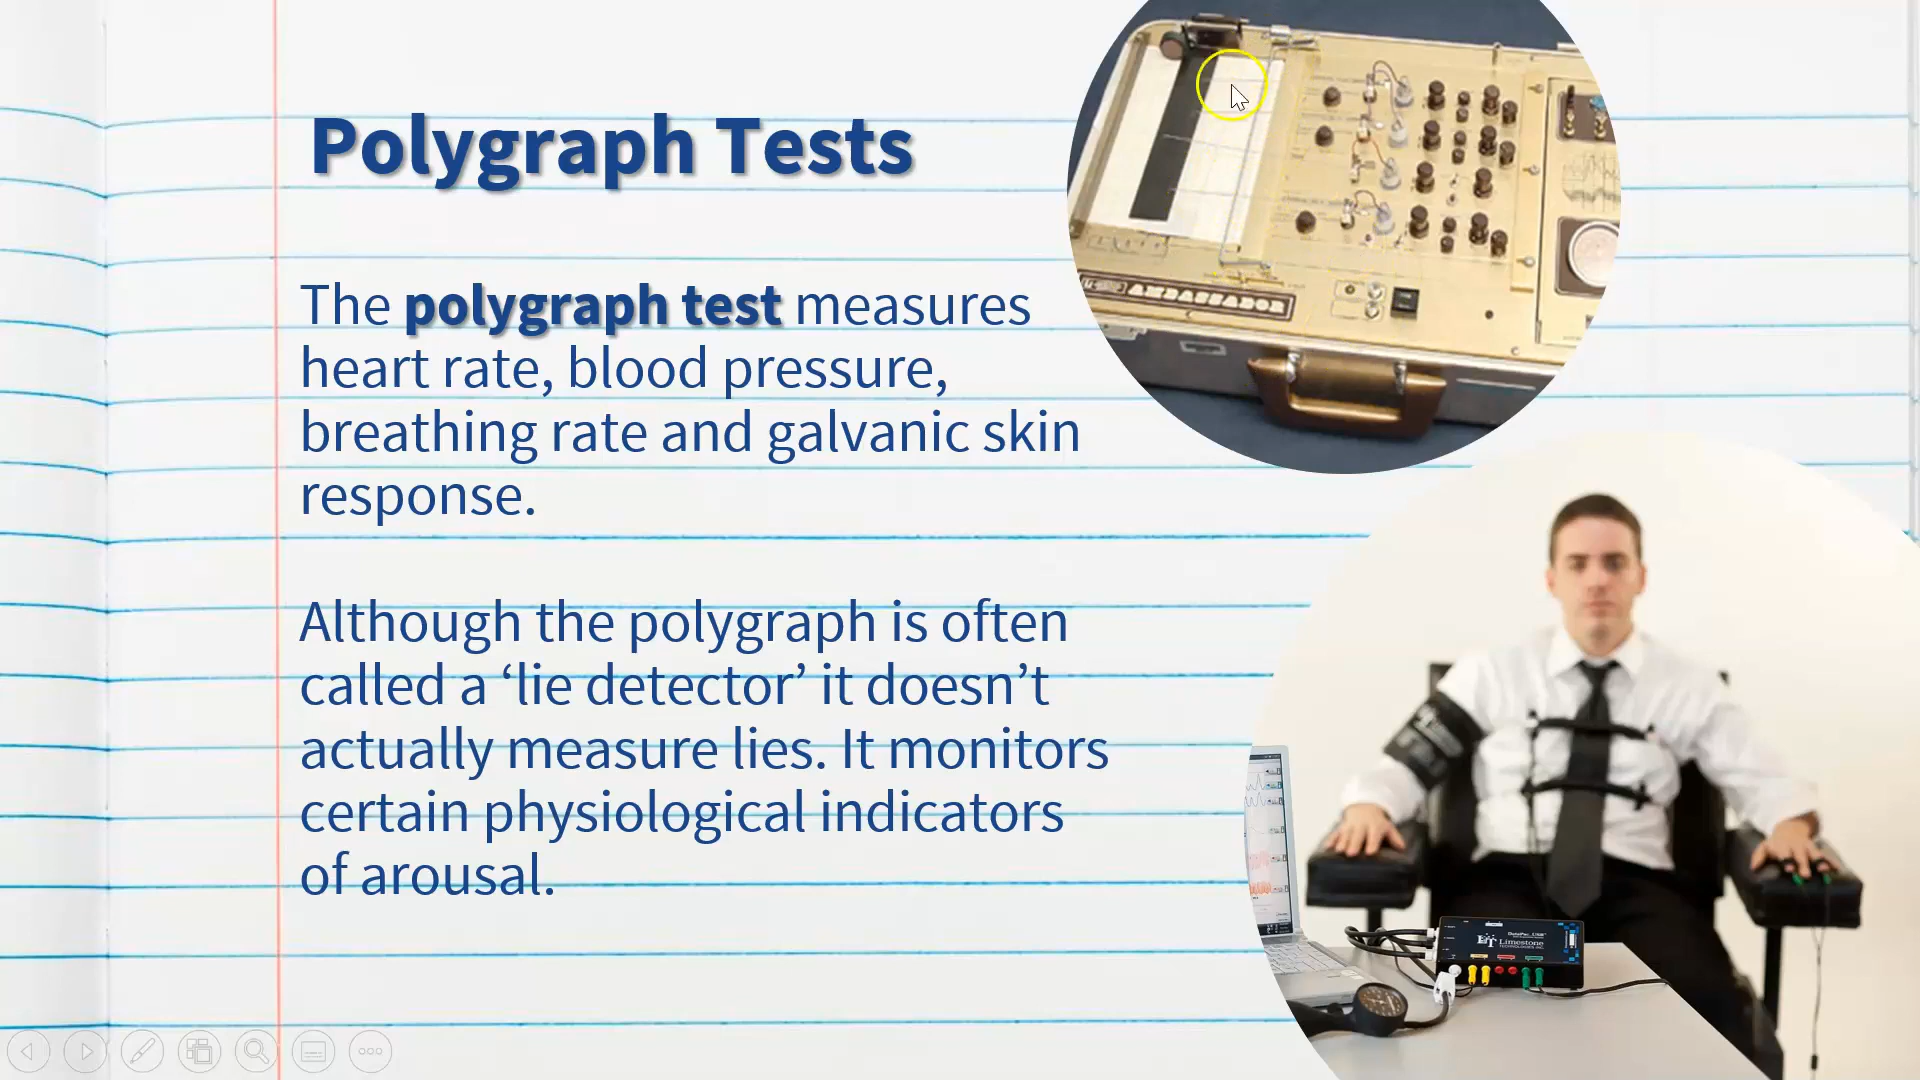 Polygraph Tests
The polygraph test measures
heart rate, blood pressure,
breathing rate and galvanic skin
response.
Although the polygraph is often
called a ‘lie detector’ it doesn’t
actually measure lies. It monitors
certain physiological indicators
of arousal.
AMBASSADOR
Limestone